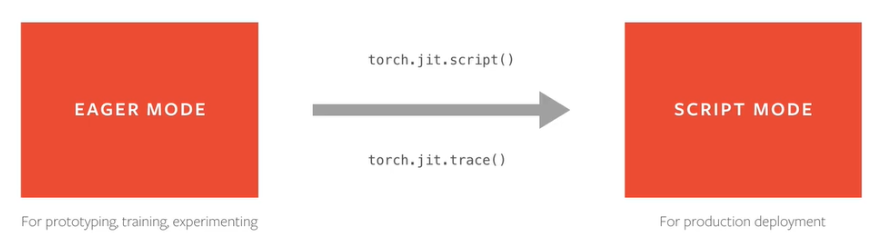 torch.jit.script()
EAGER MODE
SCRIPT MODE
torch.jit.trace()
For prototyping, training, experimenting
For production deployment